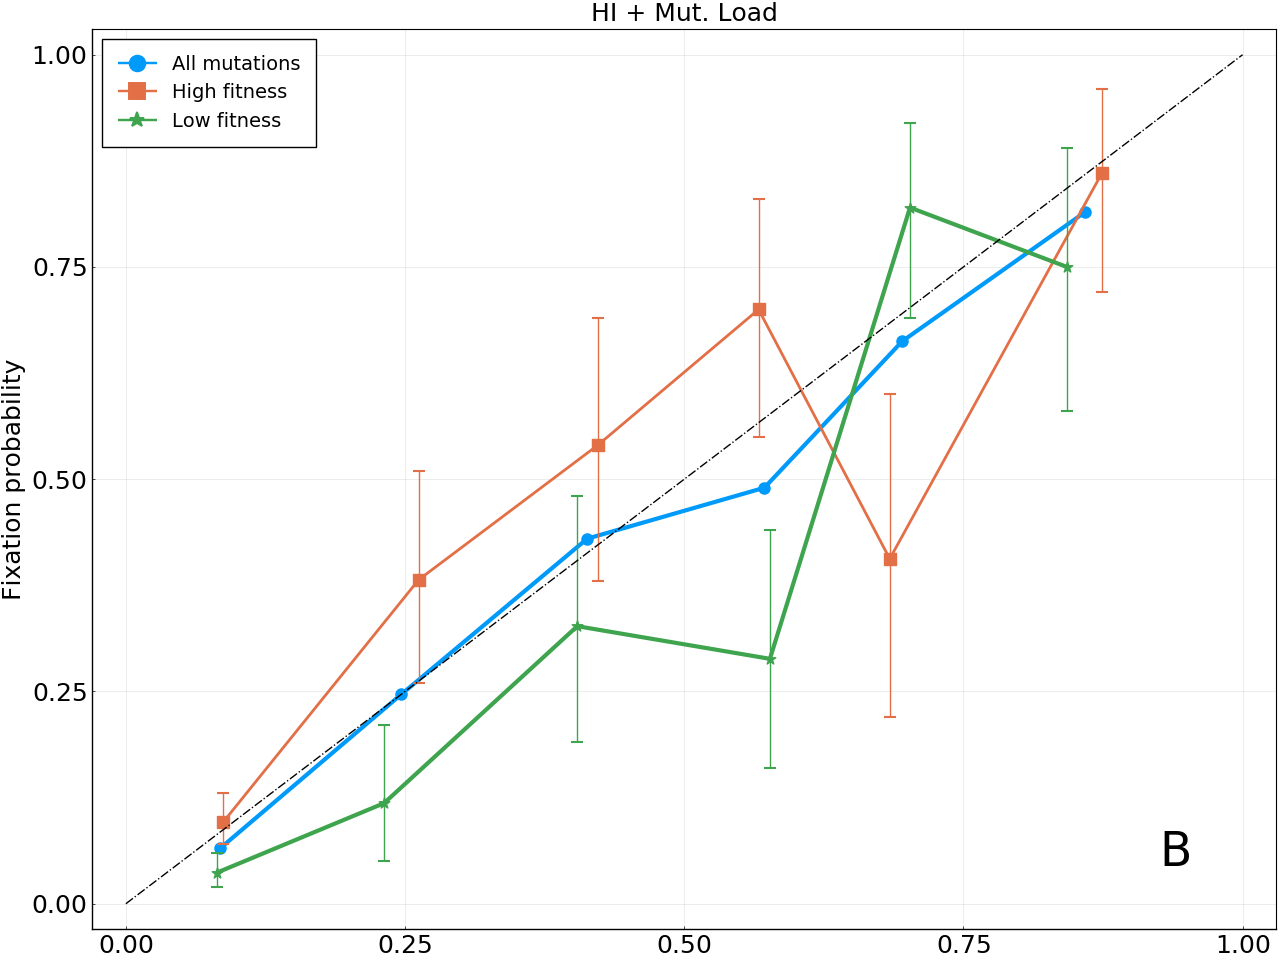 HI + Mut. Load
All mutations
High fitness
Low fitness
Fixation probability
1.00
0.75
0.50
0.25
0.00
B
0.00 0.25 0.50 0.75 1.00